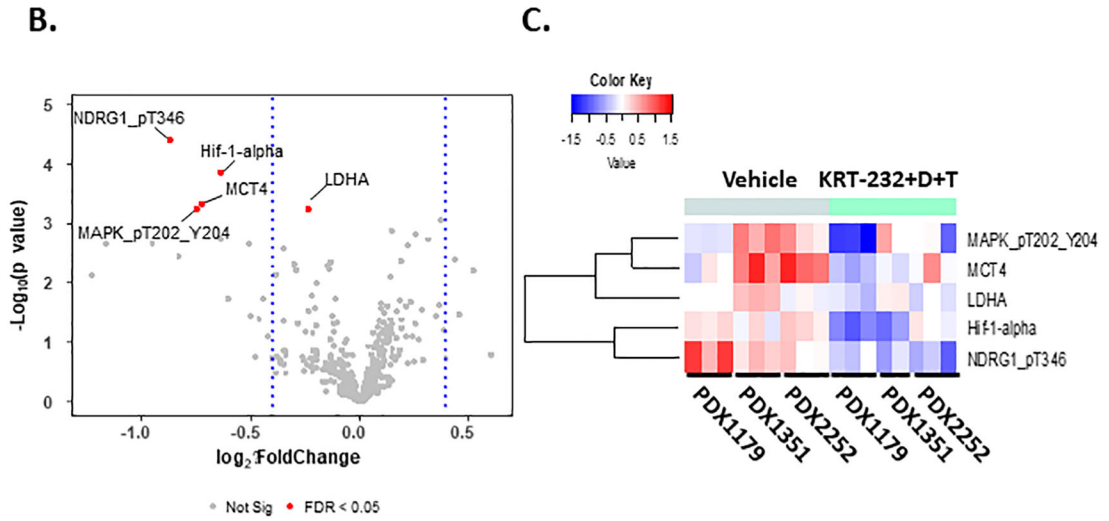 B.
5
4
3
2
1
0
-Log10(p value)
NDRG1_pT346
Hif-1-alpha
MCT4
LDHA
MAPK_pT202_Y204
-1.0
-0.5
0.0
0.5
log2FoldChange
Not Sig
FDR < 0.05
C.
Color Key
-1.5
-0.5
0.5
1.5
Value
Vehicle
KRT-232+D+T
MAPK_pT202_Y204
MCT4
LDHA
Hif-1-alpha
NDRG1_pT346
PDX1179
PDX1351
PDX2252
PDX1179
PDX1351
PDX2252